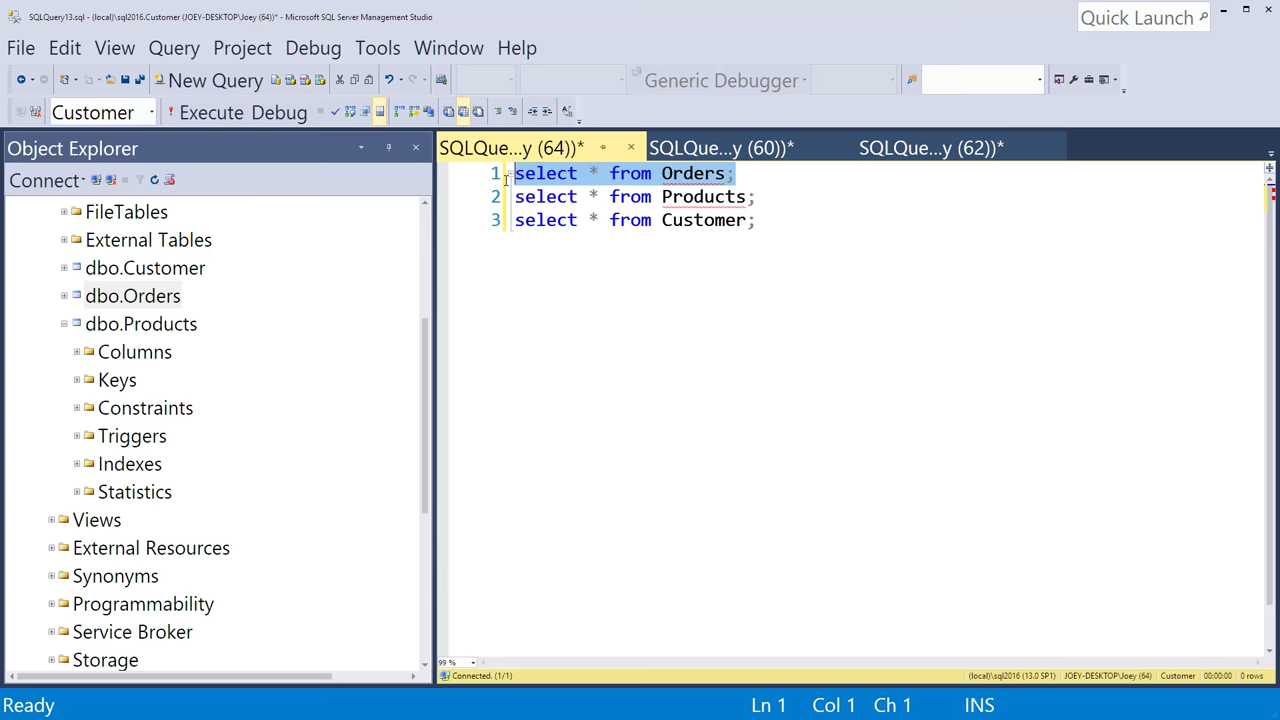 SQLQuery13.sql - (local)\sql2016.Customer (JOEY-DESKTOP\Joey (64))* - Microsoft SQL Server Management Studio
Quick Launch
File Edit View Query Project Debug Tools Window Help
New Query
Generic Debugger
Customer
Execute Debug
Object Explorer
SQLQue...y (64))*
SQLQue...y (60))*
SQLQue...y (62))*
Connect
1 select * from Orders;
2 select * from Products;
3 select * from Customer;
FileTables
External Tables
dbo.Customer
dbo.Orders
dbo.Products
Columns
Keys
Constraints
Triggers
Indexes
Statistics
Views
External Resources
Synonyms
Programmability
Service Broker
Storage
99 %
Connected. (1/1)
(local)\sql2016 (13.0 SP1)
JOEY-DESKTOP\Joey (64)
Customer
00:00:00
0 rows
Ready
Ln 1
Col 1
Ch 1
INS